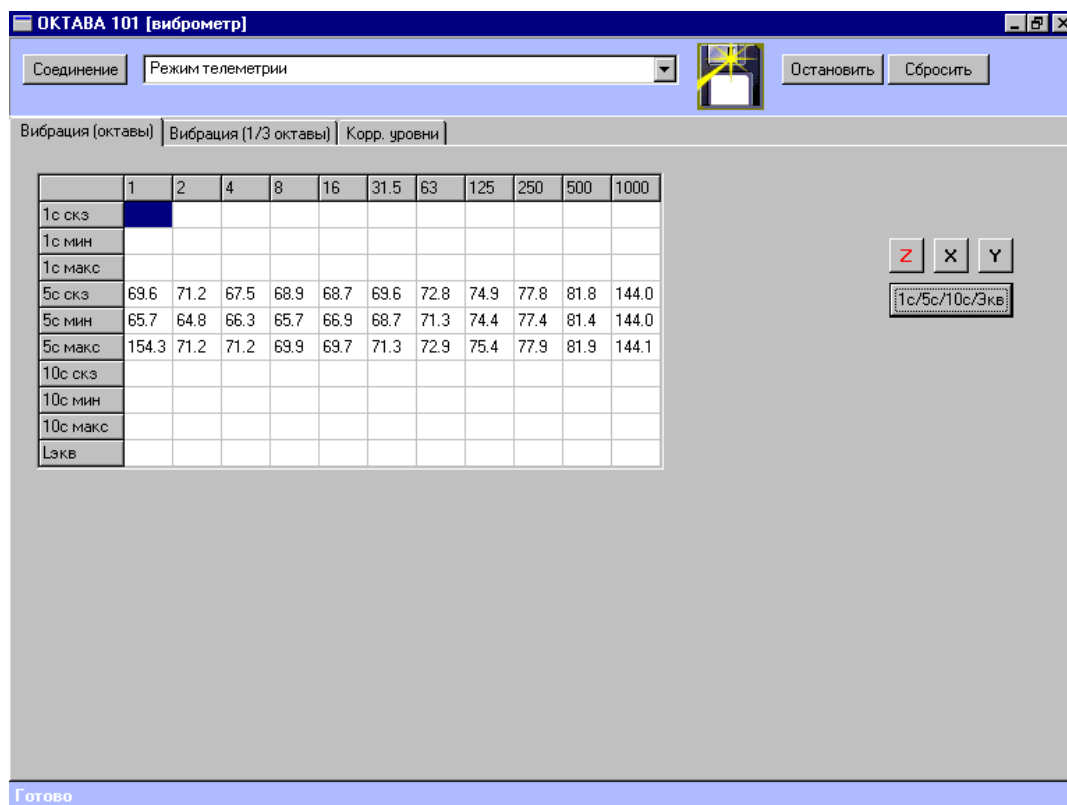 ОКТАВА 101 [виброметр]
Соединение Режим телеметрии Остановить Сбросить
Вибрация (октавы) Вибрация (1/3 октавы) Корр. уровни
1 2 4 8 16 31.5 63 125 250 500 1000
1с скз
1с мин
1с макс
5с скз 69.6 71.2 67.5 68.9 68.7 69.6 72.8 74.9 77.8 81.8 144.0
5с мин 65.7 64.8 66.3 65.7 66.9 68.7 71.3 74.4 77.4 81.4 144.0
5с макс 154.3 71.2 71.2 69.9 69.7 71.3 72.9 75.4 77.9 81.9 144.1
10с скз
10с мин
10с макс
Lэкв
Z X Y
1с/5с/10с/Экв
Готово